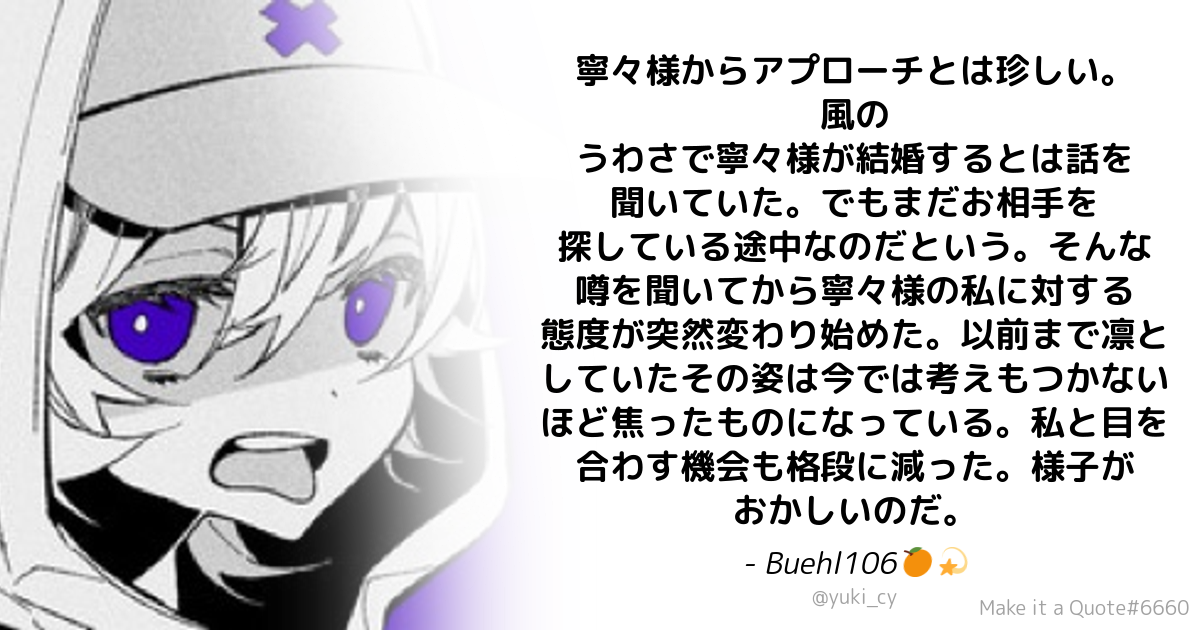 寧々様からアプローチとは珍しい。
風の
うわさで寧々様が結婚するとは話を
聞いていた。でもまだお相手を
探している途中なのだという。そんな
噂を聞いてから寧々様の私に対する
態度が突然変わり始めた。以前まで凛と
していたその姿は今では考えもつかない
ほど焦ったものになっている。私と目を
合わす機会も格段に減った。様子が
おかしいのだ。
- Buehl106🍊💫
@yuki_cy
Make it a Quote#6660